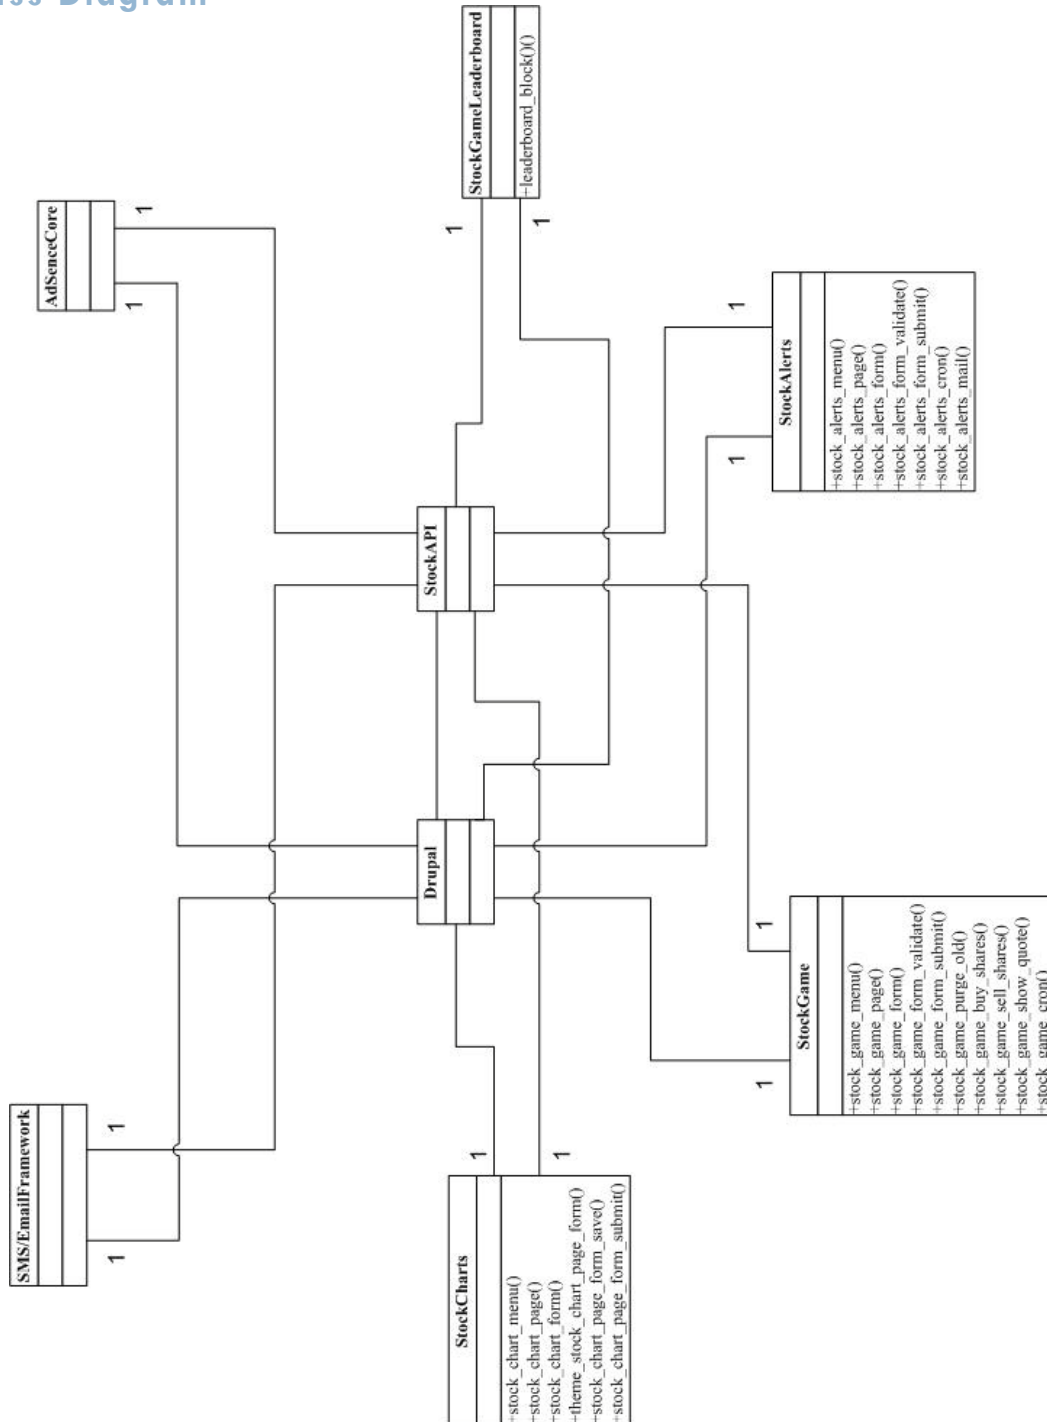 Diagram
StockGameLeaderboard
+leaderboard_block()()
1
1
AdSenceCore
1
1
StockAPI
StockAlerts
+stock_alerts_menu()
+stock_alerts_page()
+stock_alerts_form()
+stock_alerts_form_validate()
+stock_alerts_form_submit()
+stock_alerts_cron()
+stock_alerts_mail()
1
1
Drupal
SMS/EmailFramework
1
1
StockCharts
+stock_chart_menu()
+stock_chart_page()
+stock_chart_form()
+theme_stock_chart_page_form()
+stock_chart_page_form_save()
+stock_chart_page_form_submit()
1
1
StockGame
+stock_game_menu()
+stock_game_page()
+stock_game_form()
+stock_game_form_validate()
+stock_game_form_submit()
+stock_game_purge_old()
+stock_game_buy_shares()
+stock_game_sell_shares()
+stock_game_show_quote()
+stock_game_cron()
1
1